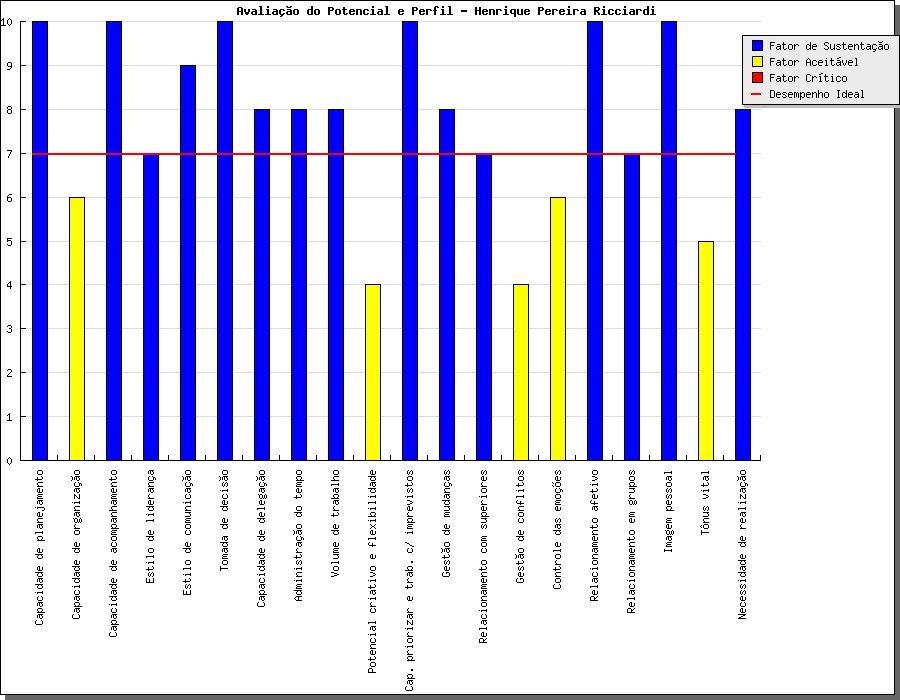 Avaliação do Potencial e Perfil - Henrique Pereira Ricciardi
Fator de Sustentação
Fator Aceitável
Fator Crítico
Desempenho Ideal
10
9
8
7
6
5
4
3
2
1
0
Capacidade de planejamento
Capacidade de organização
Capacidade de acompanhamento
Estilo de liderança
Estilo de comunicação
Tomada de decisão
Capacidade de delegação
Administração do tempo
Volume de trabalho
Potencial criativo e flexibilidade
Cap. priorizar e trab. c/ imprevistos
Gestão de mudanças
Relacionamento com superiores
Gestão de conflitos
Controle das emoções
Relacionamento afetivo
Relacionamento em grupos
Imagem pessoal
Tônus vital
Necessidade de realização